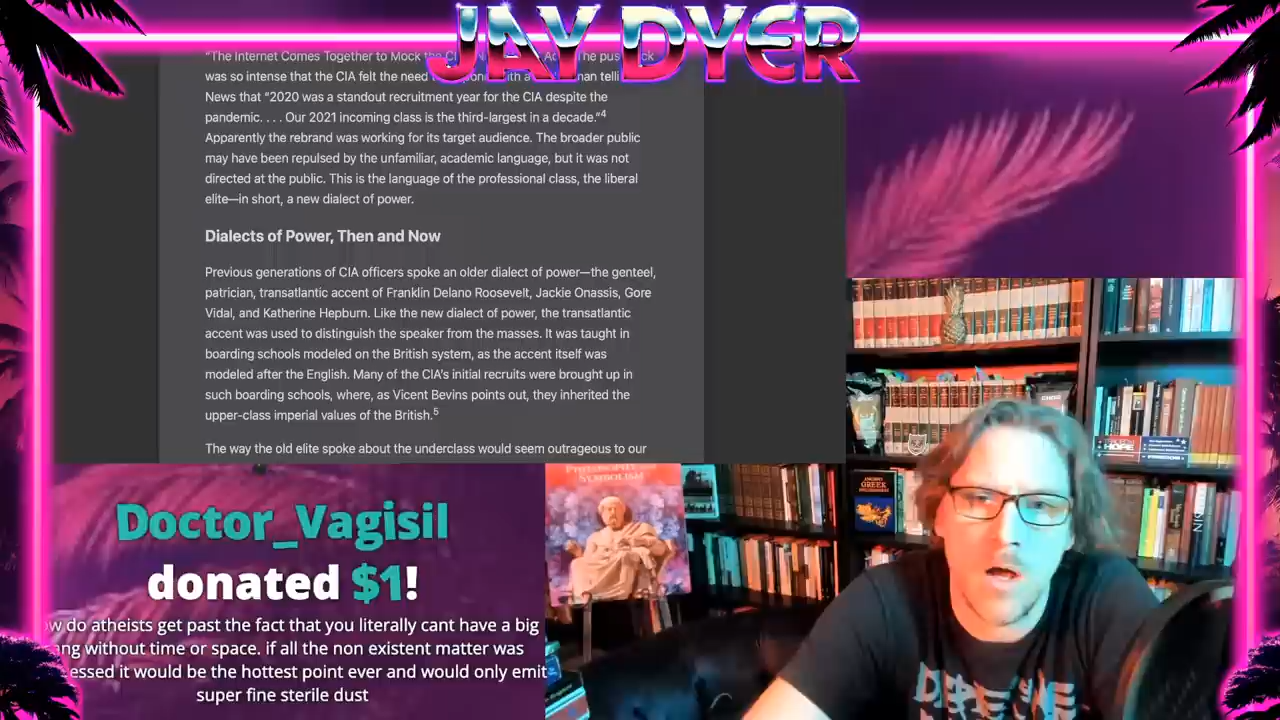 JAY DYER
"The Internet Comes Together to Mock the
was so intense that the CIA felt the need
News that "2020 was a standout recruitment year for the CIA despite the
pandemic. . . . Our 2021 incoming class is the third-largest in a decade."4
Apparently the rebrand was working for its target audience. The broader public
may have been repulsed by the unfamiliar, academic language, but it was not
directed at the public. This is the language of the professional class, the liberal
elite—in short, a new dialect of power.
Dialects of Power, Then and Now
Previous generations of CIA officers spoke an older dialect of power—the genteel,
patrician, transatlantic accent of Franklin Delano Roosevelt, Jackie Onassis, Gore
Vidal, and Katherine Hepburn. Like the new dialect of power, the transatlantic
accent was used to distinguish the speaker from the masses. It was taught in
boarding schools modeled on the British system, as the accent itself was
modeled after the English. Many of the CIA's initial recruits were brought up in
such boarding schools, where, as Vicent Bevins points out, they inherited the
upper-class imperial values of the British.5
The way the old elite spoke about the underclass would seem outrageous to our
Doctor_Vagisil
donated $1!
w do atheists get past the fact that you literally cant have a big
ng without time or space. if all the non existent matter was
essed it would be the hottest point ever and would only emit
super fine sterile dust
SYMBOLISM
GREEK
HOPE